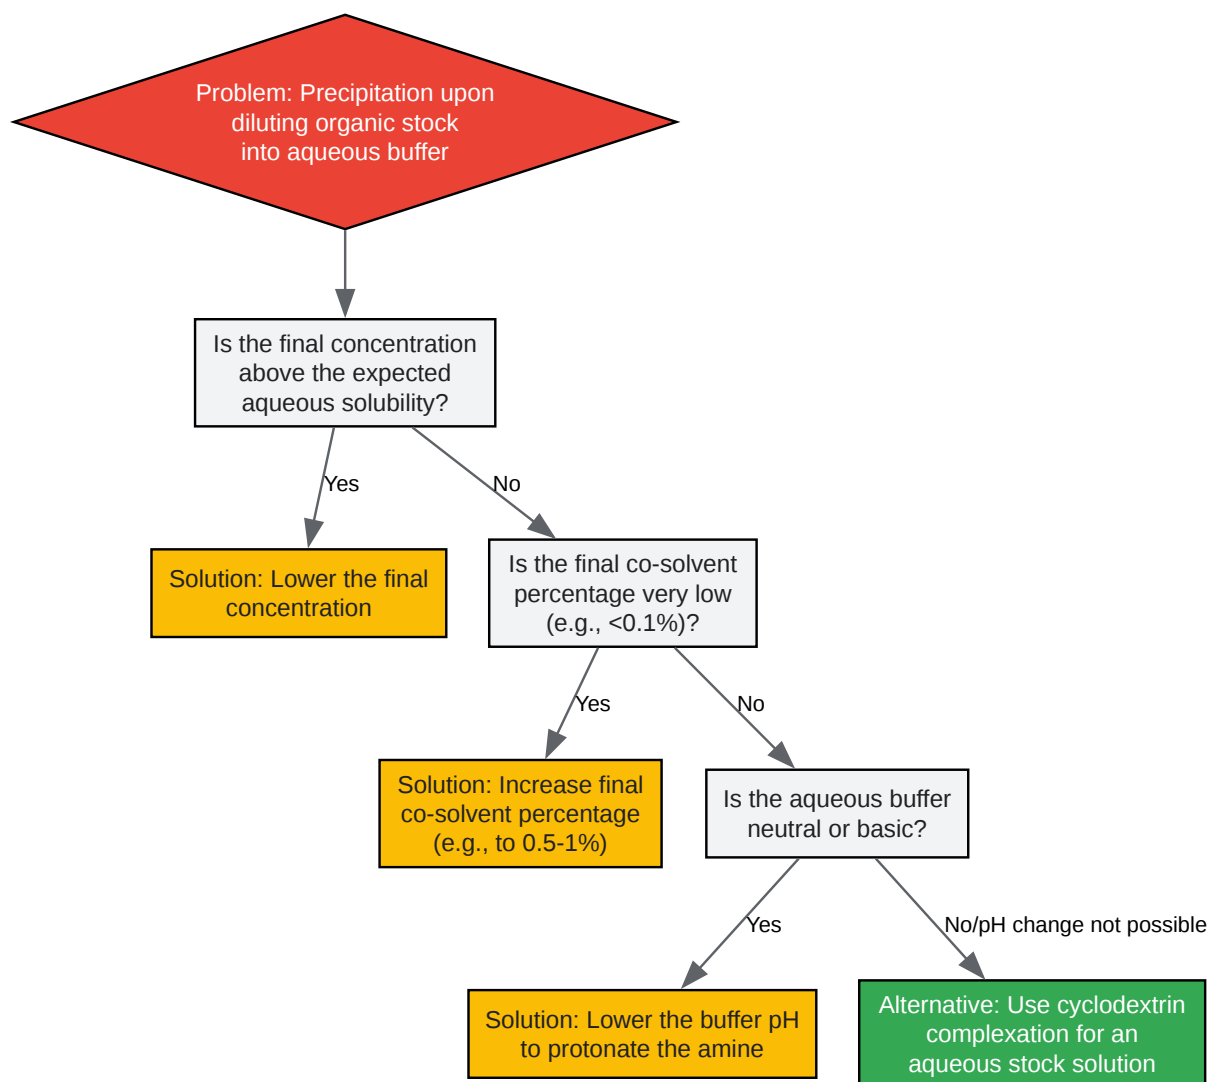 Problem: Precipitation upon
diluting organic stock
into aqueous buffer
Is the final concentration
above the expected
aqueous solubility?
Yes
No
Solution: Lower the final
concentration
Is the final co-solvent
percentage very low
(e.g., <0.1%)?
Yes
No
Solution: Increase final
co-solvent percentage
(e.g., to 0.5-1%)
Is the aqueous buffer
neutral or basic?
Yes
No/pH change not possible
Solution: Lower the buffer pH
to protonate the amine
Alternative: Use cyclodextrin
complexation for an
aqueous stock solution